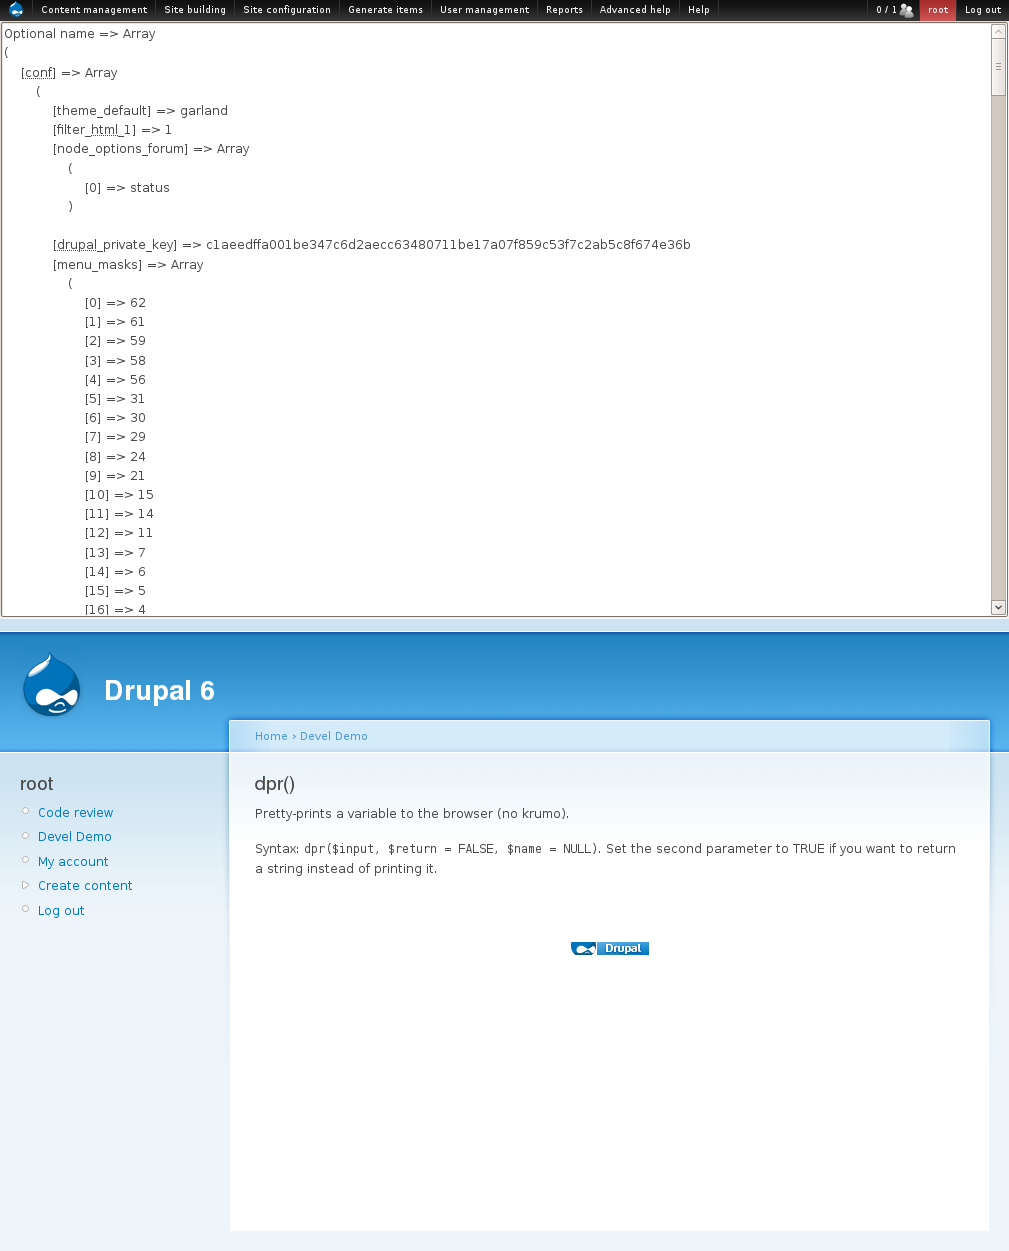 Content management Site building Site configuration Generate items User management Reports Advanced help Help 0 / 1 root Log out
Optional name => Array
(
[conf] => Array
(
[theme_default] => garland
[filter_html_1] => 1
[node_options_forum] => Array
(
[0] => status
)
[drupal_private_key] => c1aeedffa001be347c6d2aecc63480711be17a07f859c53f7c2ab5c8f674e36b
[menu_masks] => Array
(
[0] => 62
[1] => 61
[2] => 59
[3] => 58
[4] => 56
[5] => 31
[6] => 30
[7] => 29
[8] => 24
[9] => 21
[10] => 15
[11] => 14
[12] => 11
[13] => 7
[14] => 6
[15] => 5
[16] => 4
Drupal 6
Home › Devel Demo
root
Code review
Devel Demo
My account
Create content
Log out
dpr()
Pretty-prints a variable to the browser (no krumo).
Syntax: dpr($input, $return = FALSE, $name = NULL). Set the second parameter to TRUE if you want to return
a string instead of printing it.
Drupal